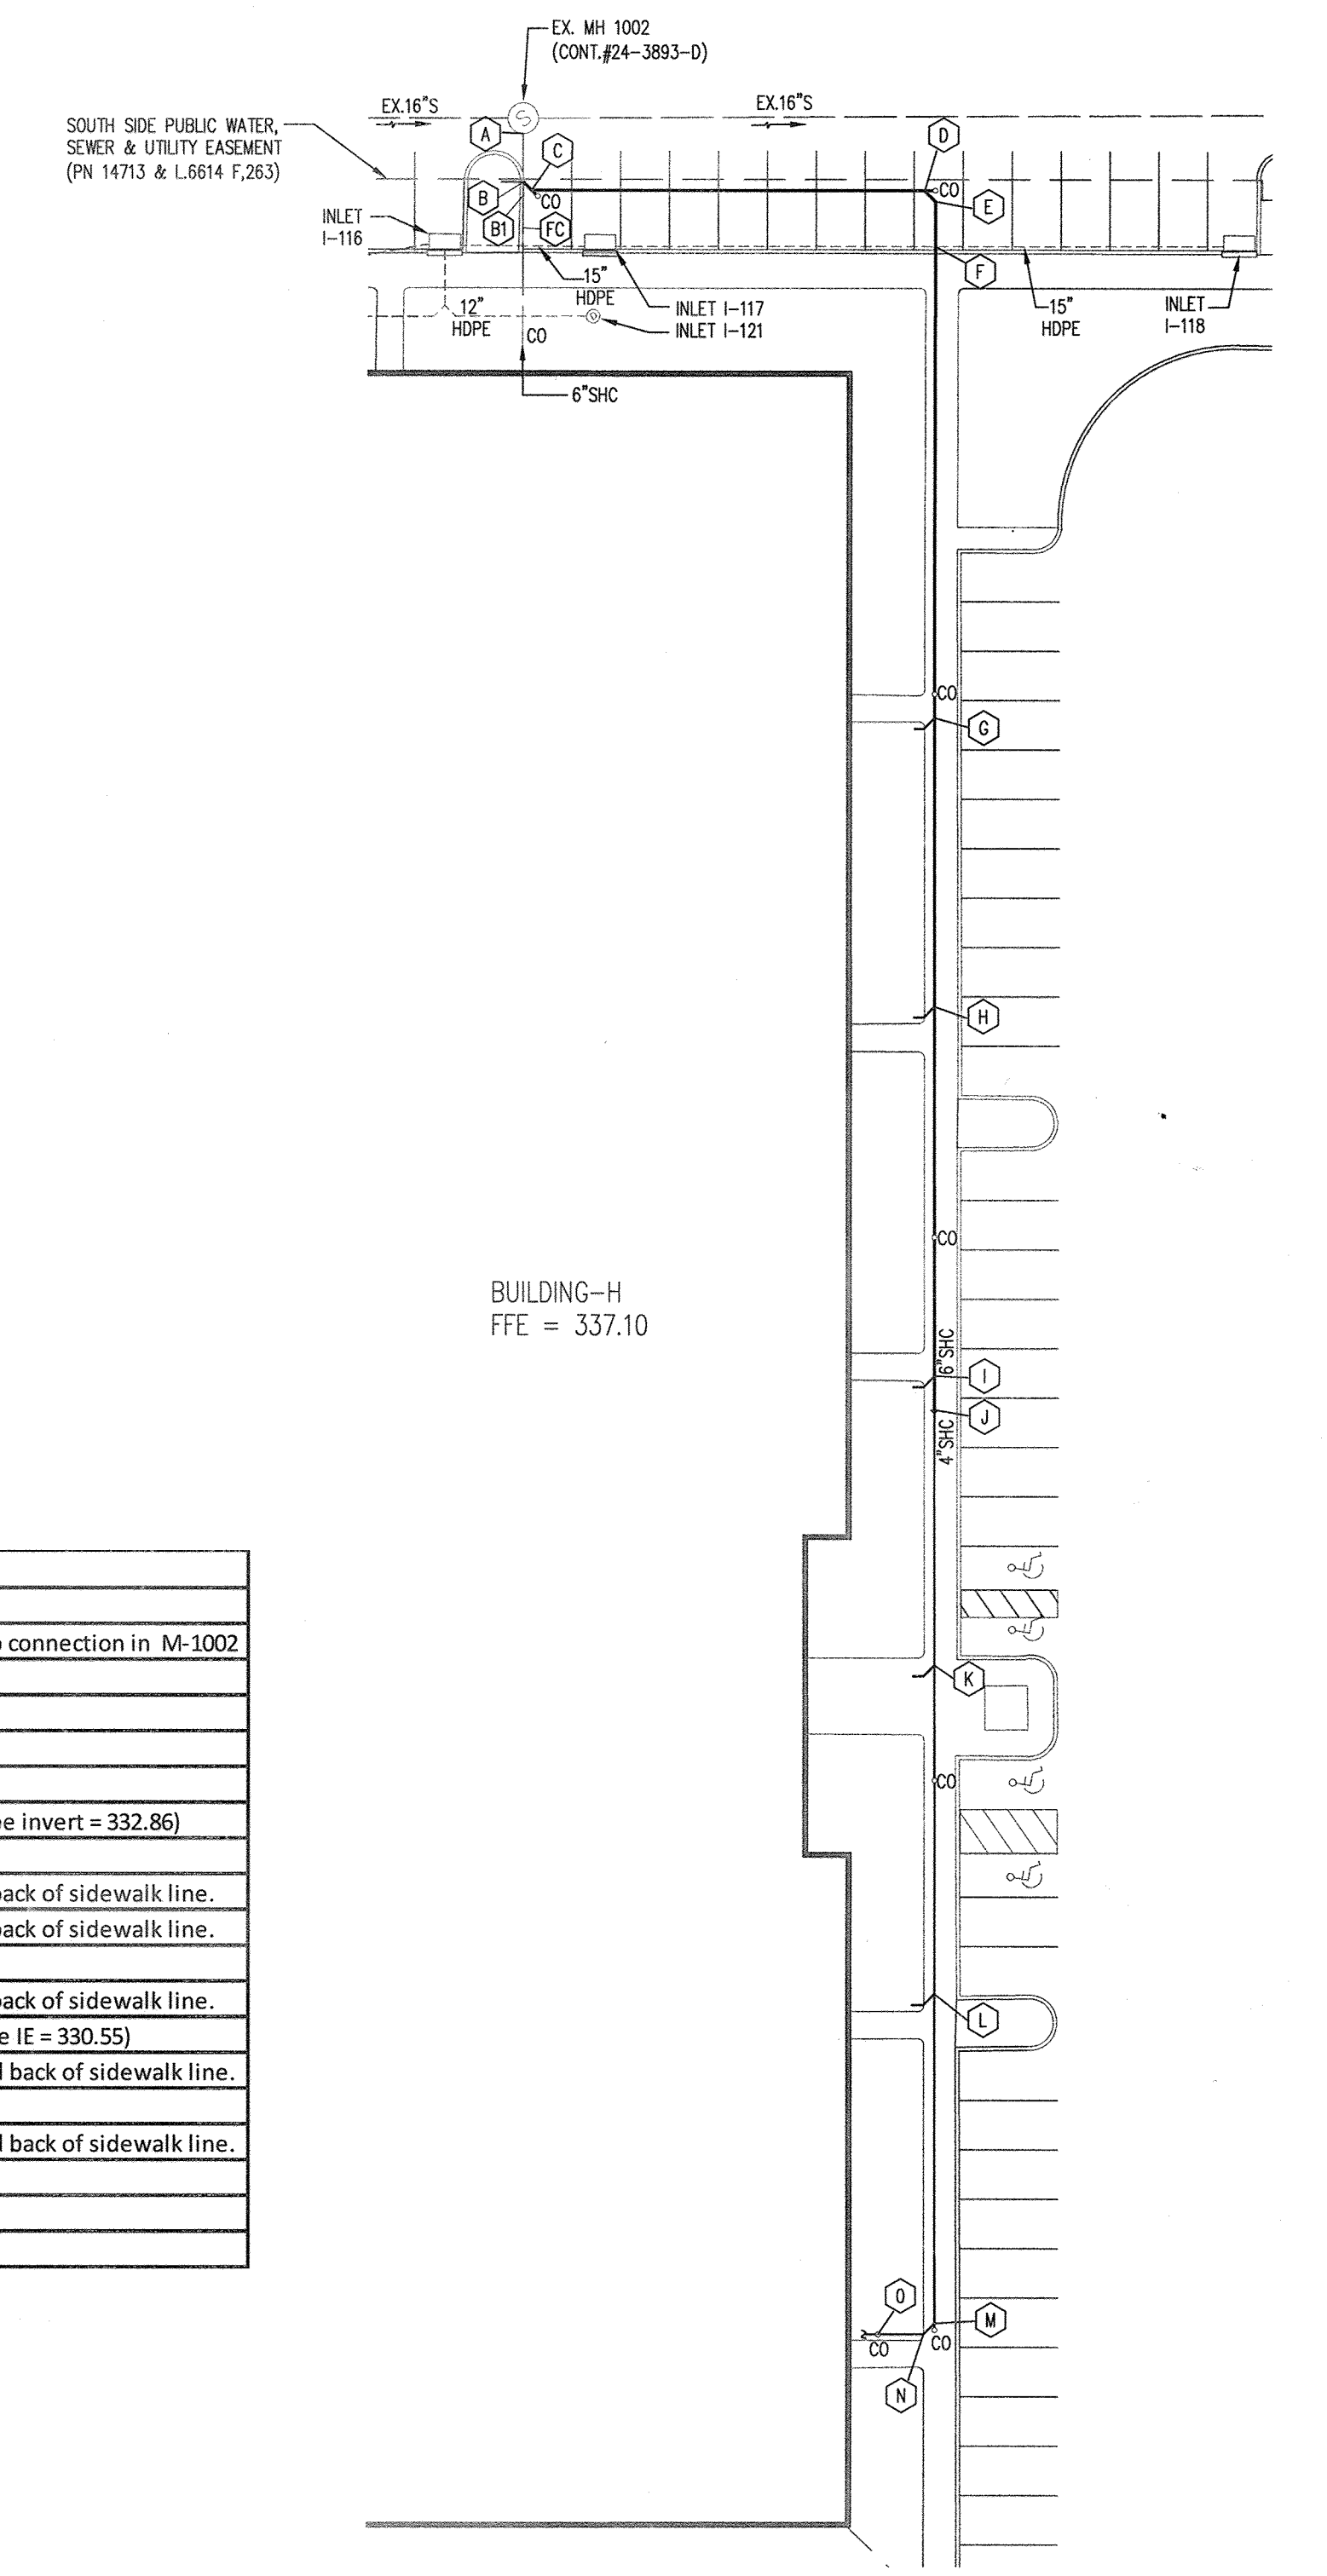 EX. MH 1002
(CONT.#24-3893-D)
EX.16"S
EX.16"S
SOUTH SIDE PUBLIC WATER,
SEWER & UTILITY EASEMENT
(PN 14713 & L.6614 F,263)
A
C
D
B
CO
CO
E
INLET
I-116
B1
FC
F
15"
HDPE
12"
HDPE
INLET I-117
INLET I-121
15"
HDPE
INLET
I-118
CO
6"SHC
CO
G
H
CO
BUILDING-H
FFE = 337.10
6"SHC
I
J
4"SHC
connection in M-1002
K
CO
e invert = 332.86)
ack of sidewalk line.
ack of sidewalk line.
ack of sidewalk line.
L
e IE = 330.55)
back of sidewalk line.
back of sidewalk line.
O
M
CO
CO
N